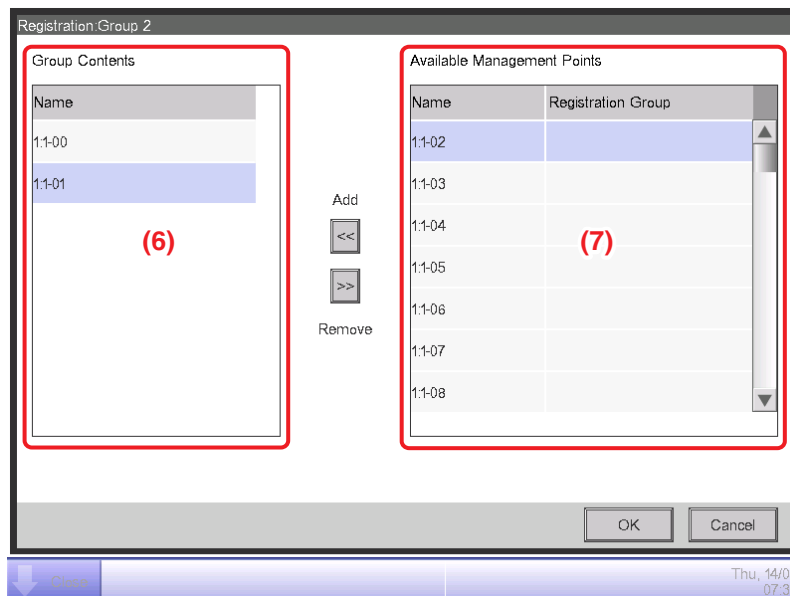 Registration:Group 2
Group Contents
Name
1:1-00
1:1-01
(6)
Add
<<
>>
Remove
Available Management Points
Name Registration Group
1:1-02
1:1-03
1:1-04
1:1-05
1:1-06
1:1-07
1:1-08
(7)
OK Cancel
Close
Thu, 14/0
07:3